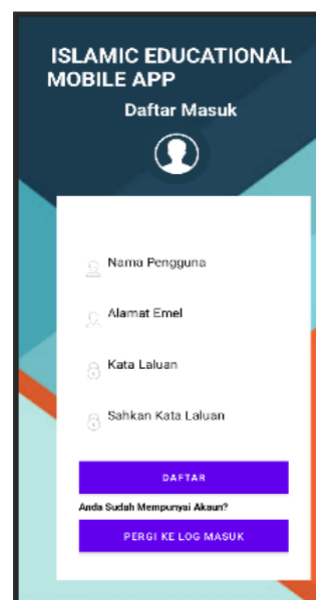 ISLAMIC EDUCATIONAL
MOBILE APP
Daftar Masuk
Nama Pengguna
Alamat Emel
Kata Laluan
Sahkan Kata Laluan
DAFTAR
Anda Sudah Mempunyai Akaun?
PERGI KE LOG MASUK